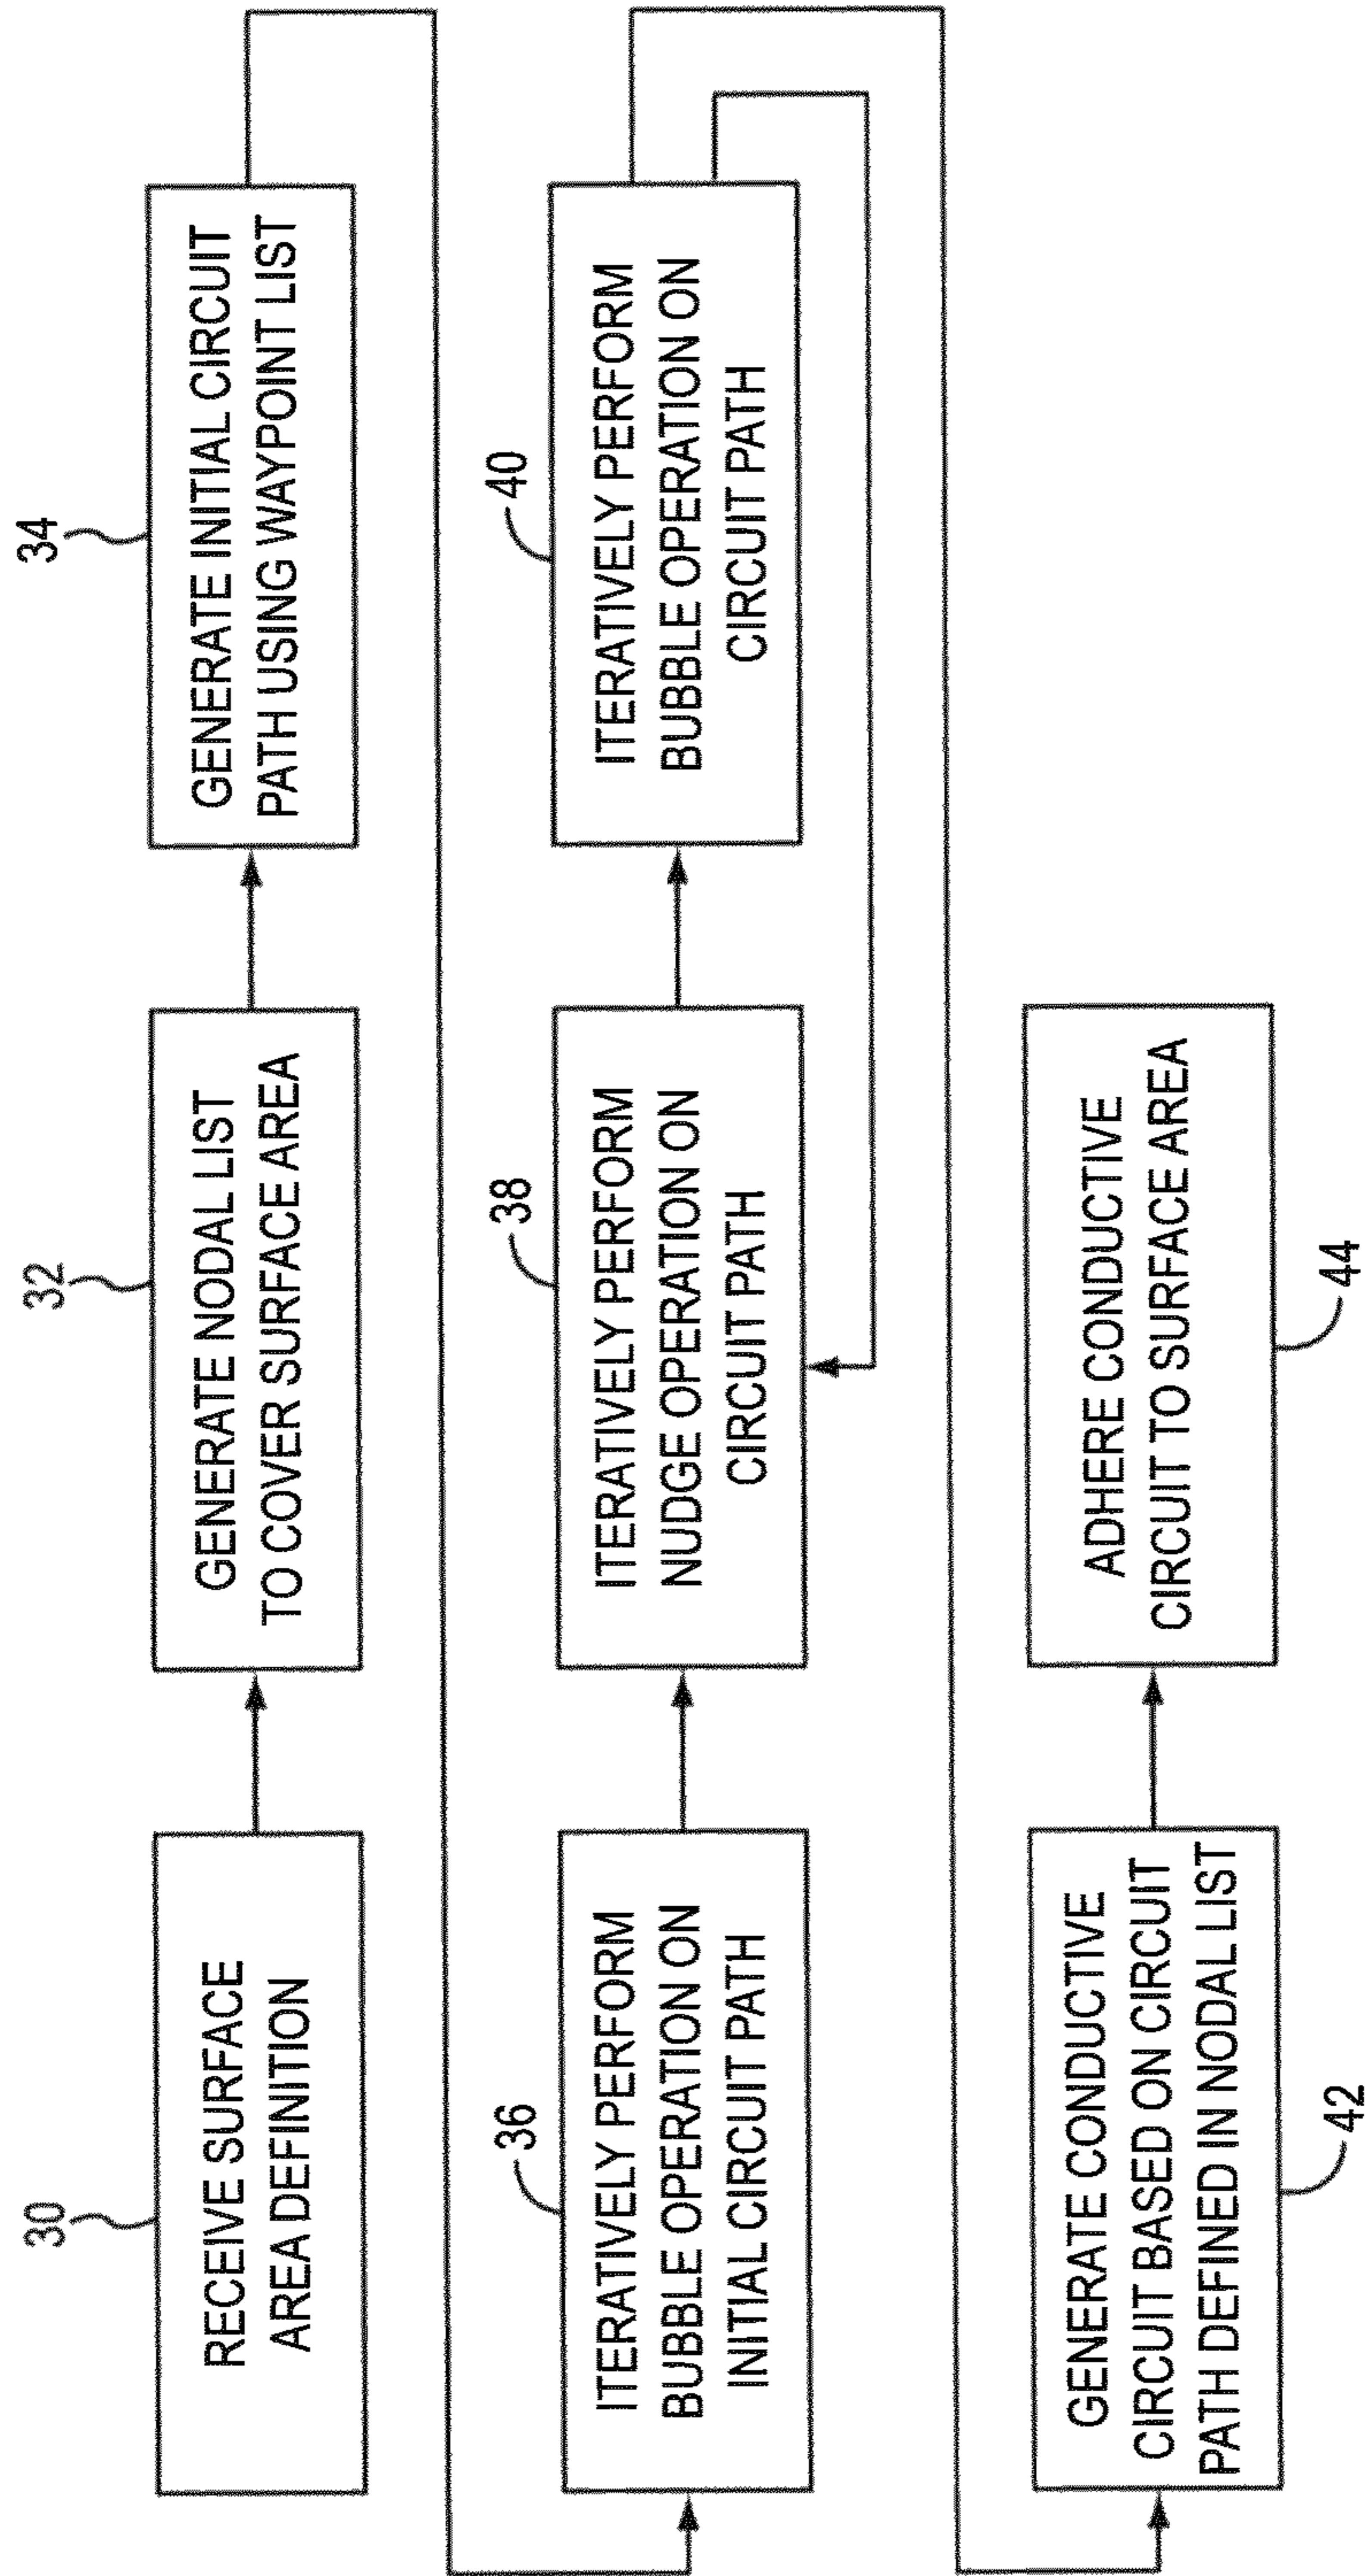 30
RECEIVE SURFACE
AREA DEFINITION
32
GENERATE NODAL LIST
TO COVER SURFACE AREA
34
GENERATE INITIAL CIRCUIT
PATH USING WAYPOINT LIST
36
ITERATIVELY PERFORM
BUBBLE OPERATION ON
INITIAL CIRCUIT PATH
38
ITERATIVELY PERFORM
NUDGE OPERATION ON
CIRCUIT PATH
40
ITERATIVELY PERFORM
BUBBLE OPERATION ON
CIRCUIT PATH
GENERATE CONDUCTIVE
CIRCUIT BASED ON CIRCUIT
PATH DEFINED IN NODAL LIST
42
ADHERE CONDUCTIVE
CIRCUIT TO SURFACE AREA
44